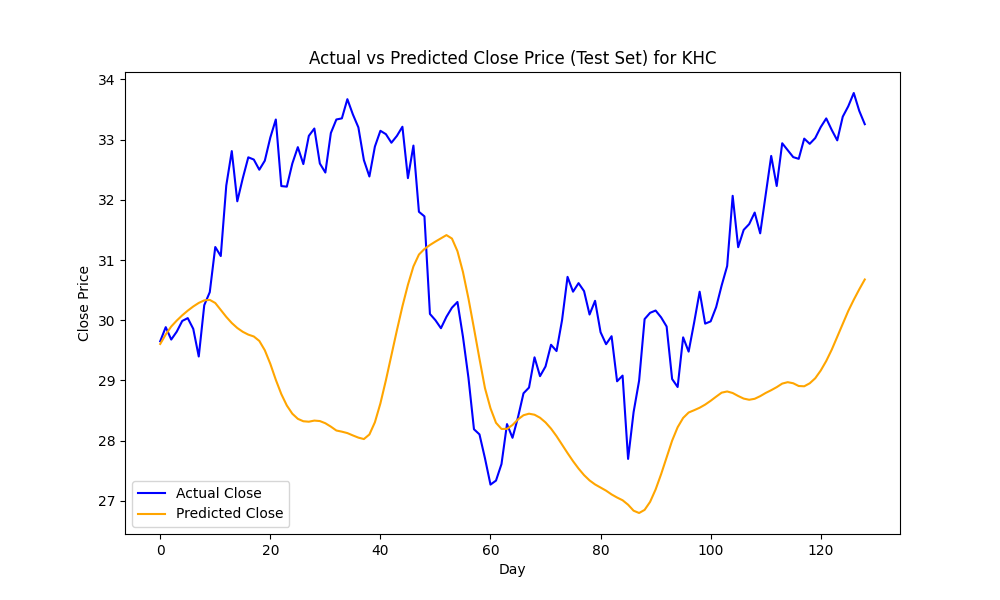 Actual vs Predicted Close Price (Test Set) for KHC
34
33
32
31
30
29
28
27
Close Price
Actual Close
Predicted Close
0 20 40 60 80 100 120
Day